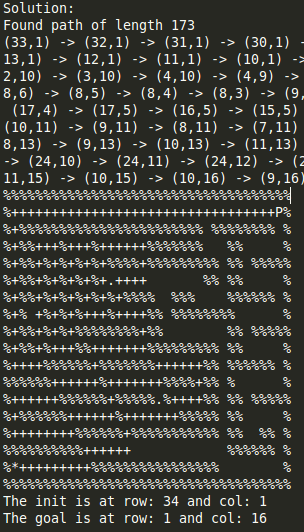 Solution:
Found path of length 173
(33,1) -> (32,1) -> (31,1) -> (30,1) -
13,1) -> (12,1) -> (11,1) -> (10,1) ->
2,10) -> (3,10) -> (4,10) -> (4,9) ->
8,6) -> (8,5) -> (8,4) -> (8,3) -> (9,
(17,4) -> (17,5) -> (16,5) -> (15,5)
(10,11) -> (9,11) -> (8,11) -> (7,11)
8,13) -> (9,13) -> (10,13) -> (11,13)
-> (24,10) -> (24,11) -> (24,12) -> (2
11,15) -> (10,15) -> (10,16) -> (9,16)
%%%%%%%%%%%%%%%%%%%%%%%%%%%%%%%%%%%%
%+++++++++++++++++++++++++++++++++P%
%+%%%%%%%%%%%%%%%%%%%%%%% %%%%%%%% %
%+%%+++%+++%++++++%%%%%%%   %%     %
%+%%+%+%+%+%+%%%%+%%%%%%%%% %% %%%%%
%+%%+%+%+%+%+.++++       %% %%     %
%+%%+%+%+%+%+%+%%%%  %%%    %%%%%% %
%+% +%+%+%+++%++++%% %%%%%%%%      %
%+%%+%+%+%%%%%%%%+%%        %% %%%%%
%+%%+%+++%%+++++++%%%%%%%%% %%     %
%++++%%%%%%+%%%%%%%++++++%% %%%%%% %
%%%%%%++++++%+++++++%%%%+%% %      %
%++++++%%%%%%+%%%%%.%++++%% %% %%%%%
%+%%%%%%++++++%+++++++%%%%% %%     %
%++++++++%%%%%%+%%%%%%%%%%% %%  %% %
%%%%%%%%%%++++++            %%%%%% %
%*+++++++++%%%%%%%%%%%%%%%%        %
%%%%%%%%%%%%%%%%%%%%%%%%%%%%%%%%%%%%
The init is at row: 34 and col: 1
The goal is at row: 1 and col: 16